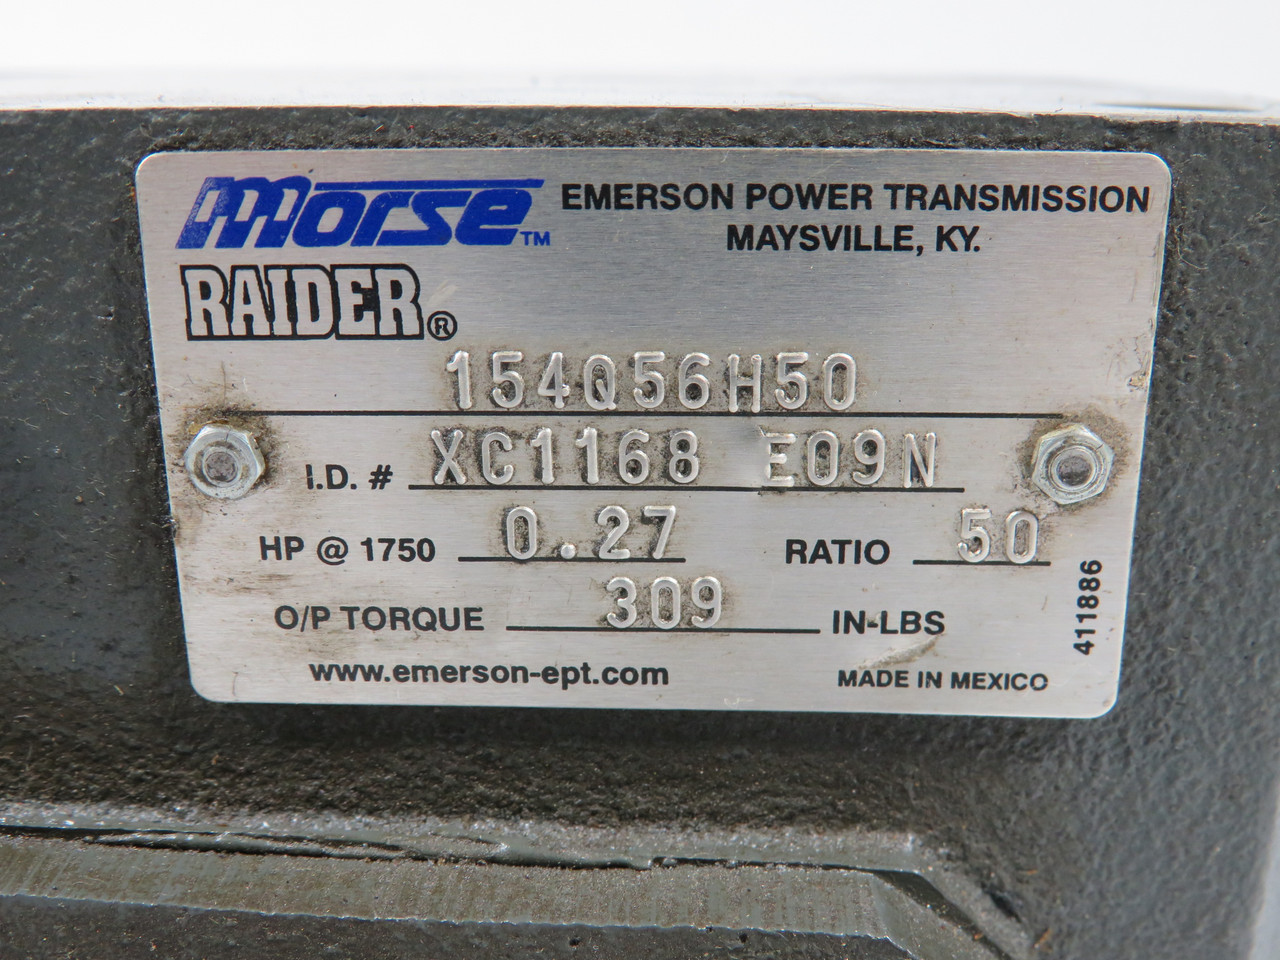 morse™ EMERSON POWER TRANSMISSION
MAYSVILLE, KY.
RAIDER®
154Q56H50
I.D. # XC1168 E09N
HP @ 1750 0.27 RATIO 50
O/P TORQUE 309 IN-LBS
www.emerson-ept.com MADE IN MEXICO
411886